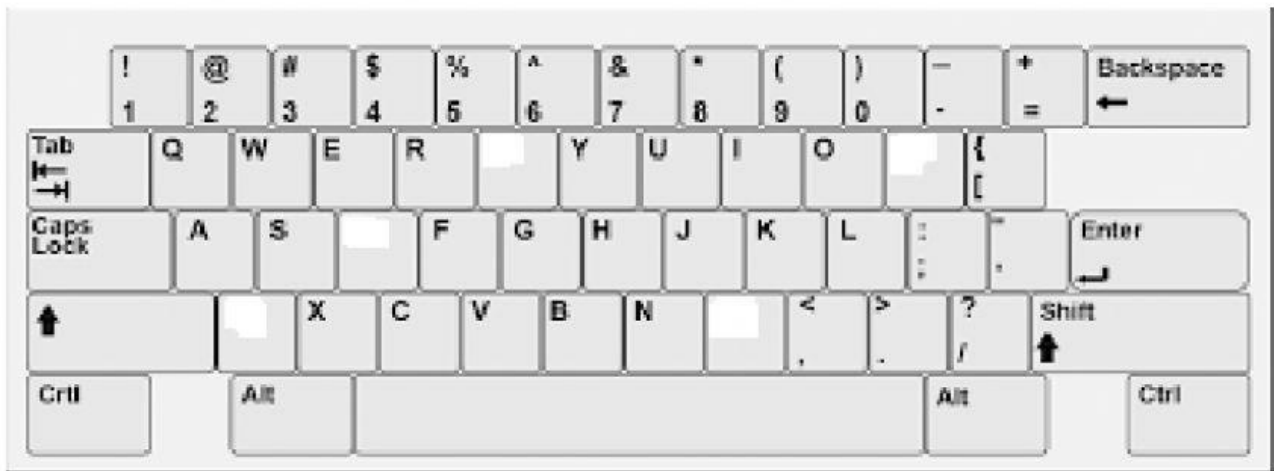 ! @ # $ % ^ & * ( ) — + Backspace
1 2 3 4 5 6 7 8 9 0 - =
Tab Q W E R Y U I O {
[
Caps A S F G H J K L : " Enter
Lock ; '
X C V B N < > ? Shift
, . /
Crtl Alt Alt Ctrl